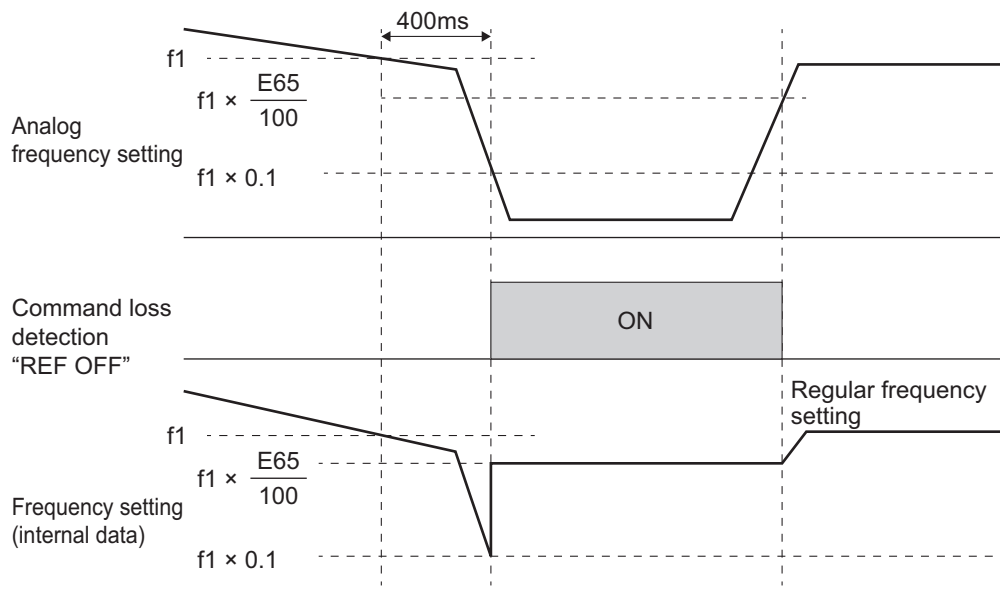 400ms
f1
f1 × E65
100
Analog
frequency setting
f1 × 0.1
Command loss
detection
“REF OFF”
ON
Regular frequency
setting
f1
f1 × E65
100
Frequency setting
(internal data)
f1 × 0.1